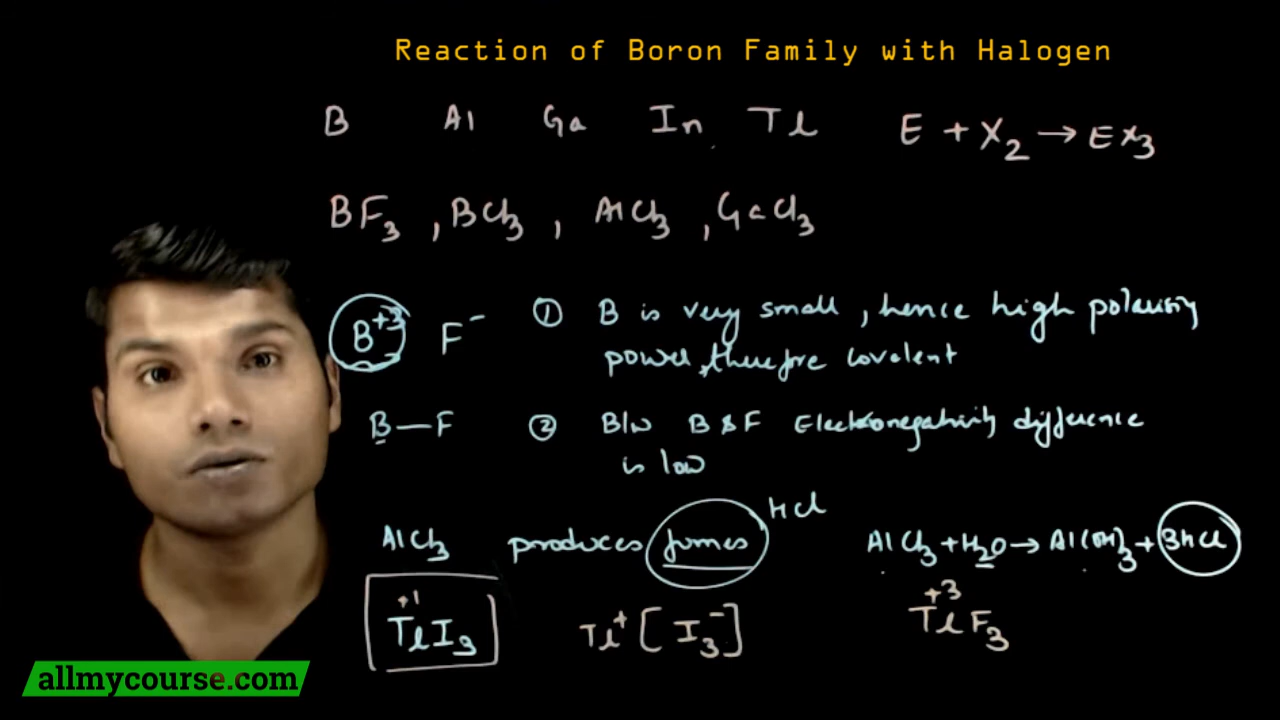 Reaction of Boron Family with Halogen
B Al Ga In Tl E + X₂ → EX₃
BF₃ , BCl₃ , AlCl₃ , GaCl₃
B⁺³ F⁻ ① B is very small , hence high polarising
power, therefore covalent
B—F ② B/w B & F Electronegativity difference
is low
AlCl₃ produces fumes HCl AlCl₃ + H₂O → Al(OH)₃ + 3HCl
+1 +3
TlI₃ Tl⁺ [ I₃⁻ ] TlF₃
allmycourse.com